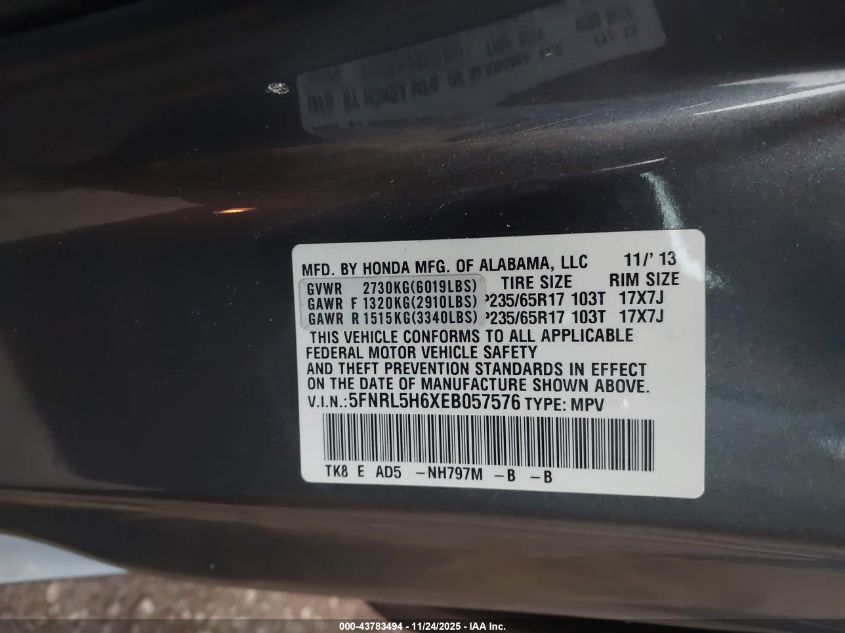 MFD. BY HONDA MFG. OF ALABAMA, LLC 11/' 13
GVWR 2730KG(6019LBS) TIRE SIZE RIM SIZE
GAWR F 1320KG(2910LBS) P235/65R17 103T 17X7J
GAWR R 1515KG(3340LBS) P235/65R17 103T 17X7J
THIS VEHICLE CONFORMS TO ALL APPLICABLE
FEDERAL MOTOR VEHICLE SAFETY
AND THEFT PREVENTION STANDARDS IN EFFECT
ON THE DATE OF MANUFACTURE SHOWN ABOVE.
V.I.N.:5FNRL5H6XEB057576 TYPE: MPV
TK8 E AD5 -NH797M -B -B
000-43783494 - 11/24/2025 - IAA Inc.